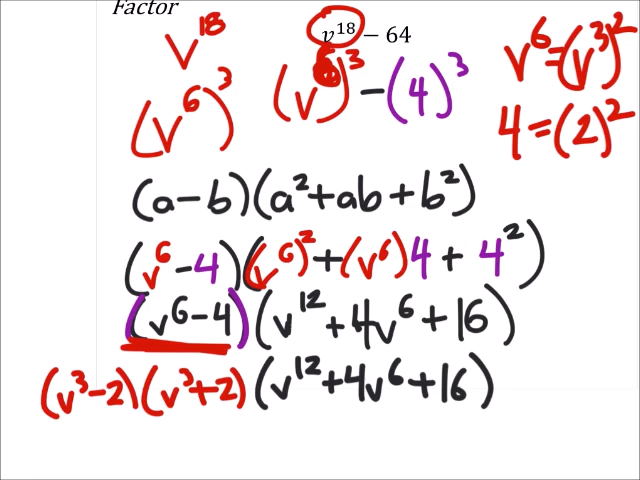 Factor
v^18 v^18 − 64 v^6 = (v^3)^2
(v^6)^3 (v^6)^3 − (4)^3 4 = (2)^2
(a − b)(a^2 + ab + b^2)
(v^6 − 4)((v^6)^2 + (v^6)4 + 4^2)
(v^6 − 4)(v^12 + 4v^6 + 16)
(v^3 − 2)(v^3 + 2)(v^12 + 4v^6 + 16)